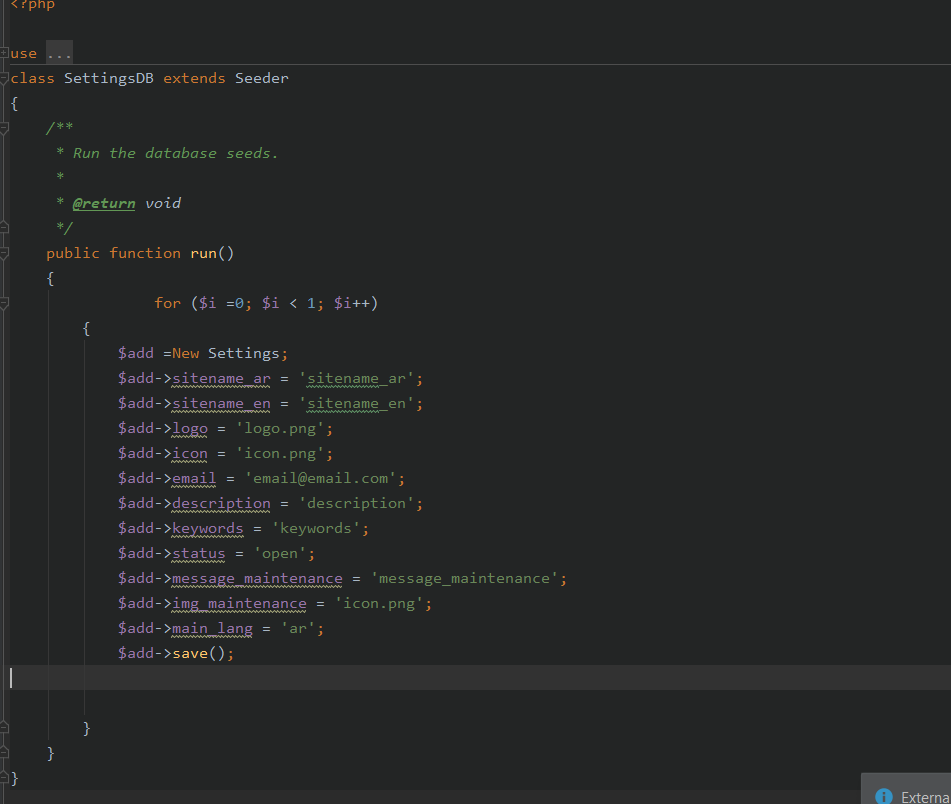 <?php
use ...
class SettingsDB extends Seeder
{
/**
* Run the database seeds.
*
* @return void
*/
public function run()
{
for ($i =0; $i < 1; $i++)
{
$add =New Settings;
$add->sitename_ar = 'sitename_ar';
$add->sitename_en = 'sitename_en';
$add->logo = 'logo.png';
$add->icon = 'icon.png';
$add->email = 'email@email.com';
$add->description = 'description';
$add->keywords = 'keywords';
$add->status = 'open';
$add->message_maintenance = 'message_maintenance';
$add->img_maintenance = 'icon.png';
$add->main_lang = 'ar';
$add->save();
}
}
}
Externa